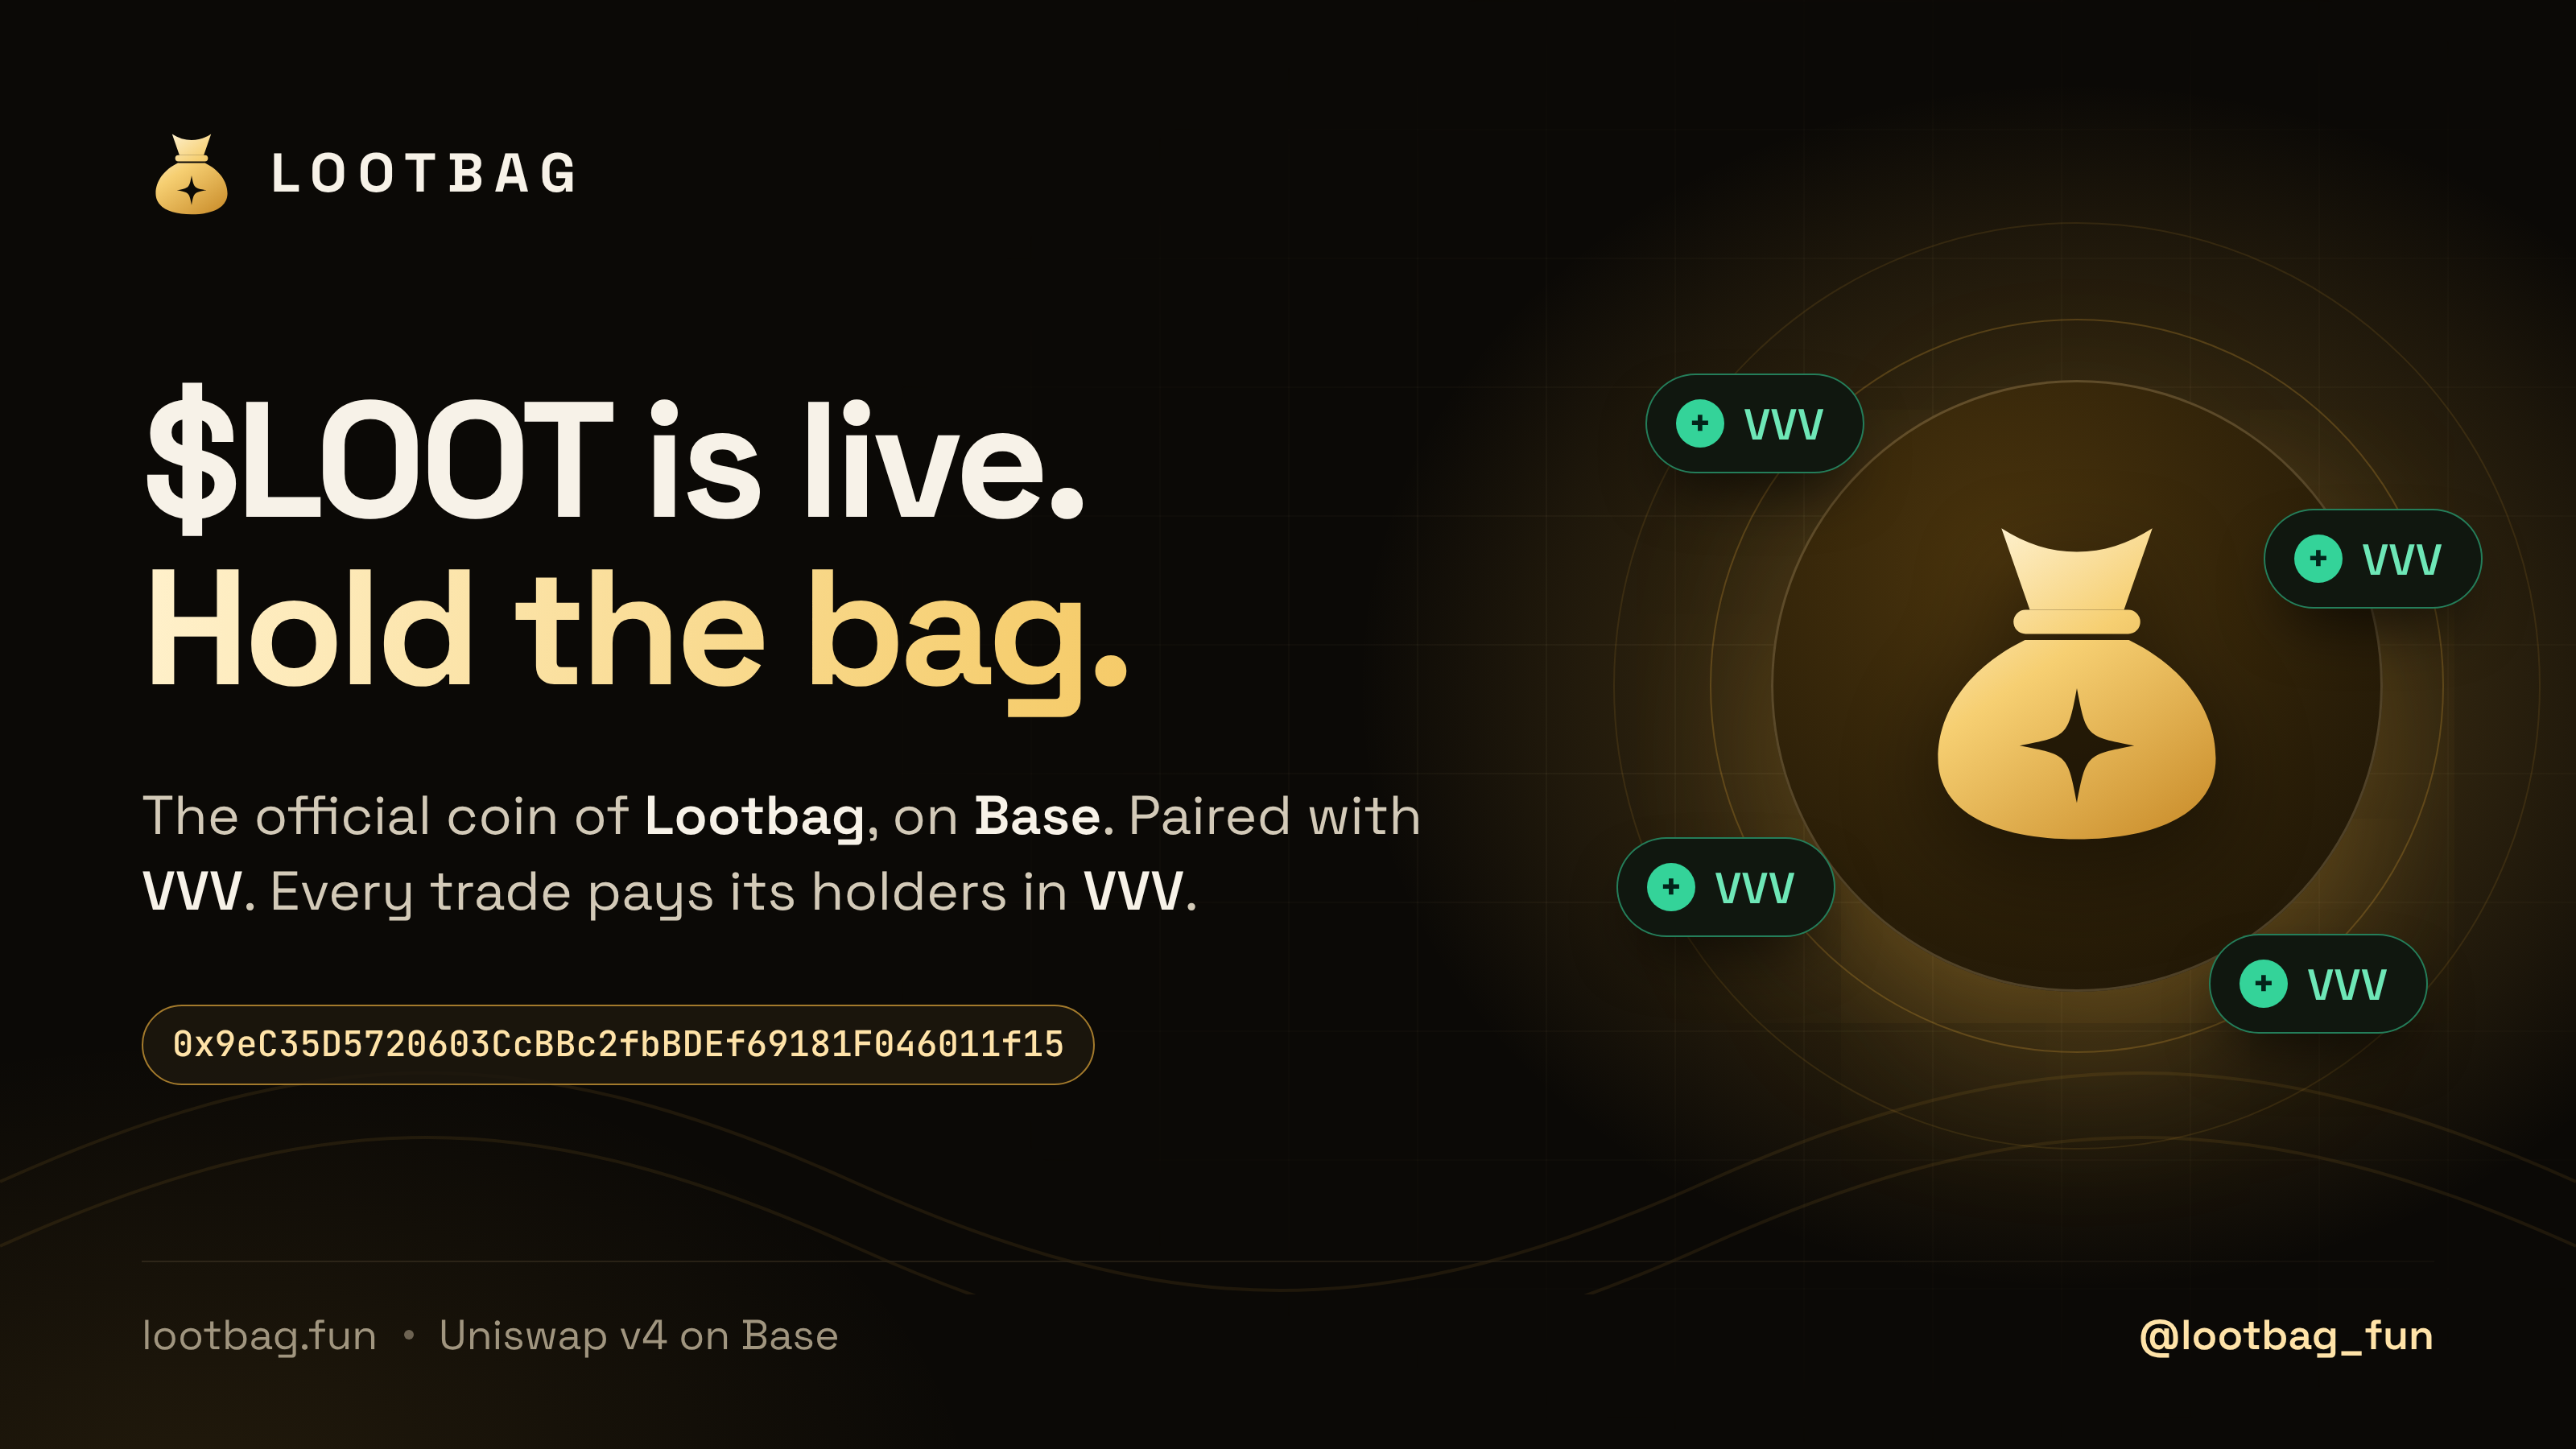 LOOTBAG
$LOOT is live.
Hold the bag.
The official coin of Lootbag, on Base. Paired with
VVV. Every trade pays its holders in VVV.
0x9eC35D5720603CcBBc2fbBDEf69181F046011f15
+ VVV
+ VVV
+ VVV
+ VVV
lootbag.fun • Uniswap v4 on Base
@lootbag_fun